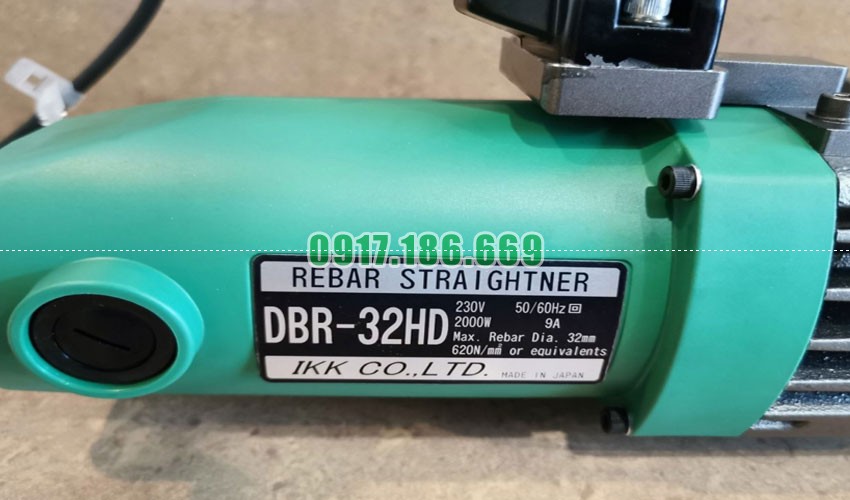 0917.186.669
REBAR STRAIGHTNER
DBR-32HD
230V 50/60Hz
2000W 9A
Max. Rebar Dia. 32mm
620N/mm² or equivalents
IKK CO.,LTD. MADE IN JAPAN